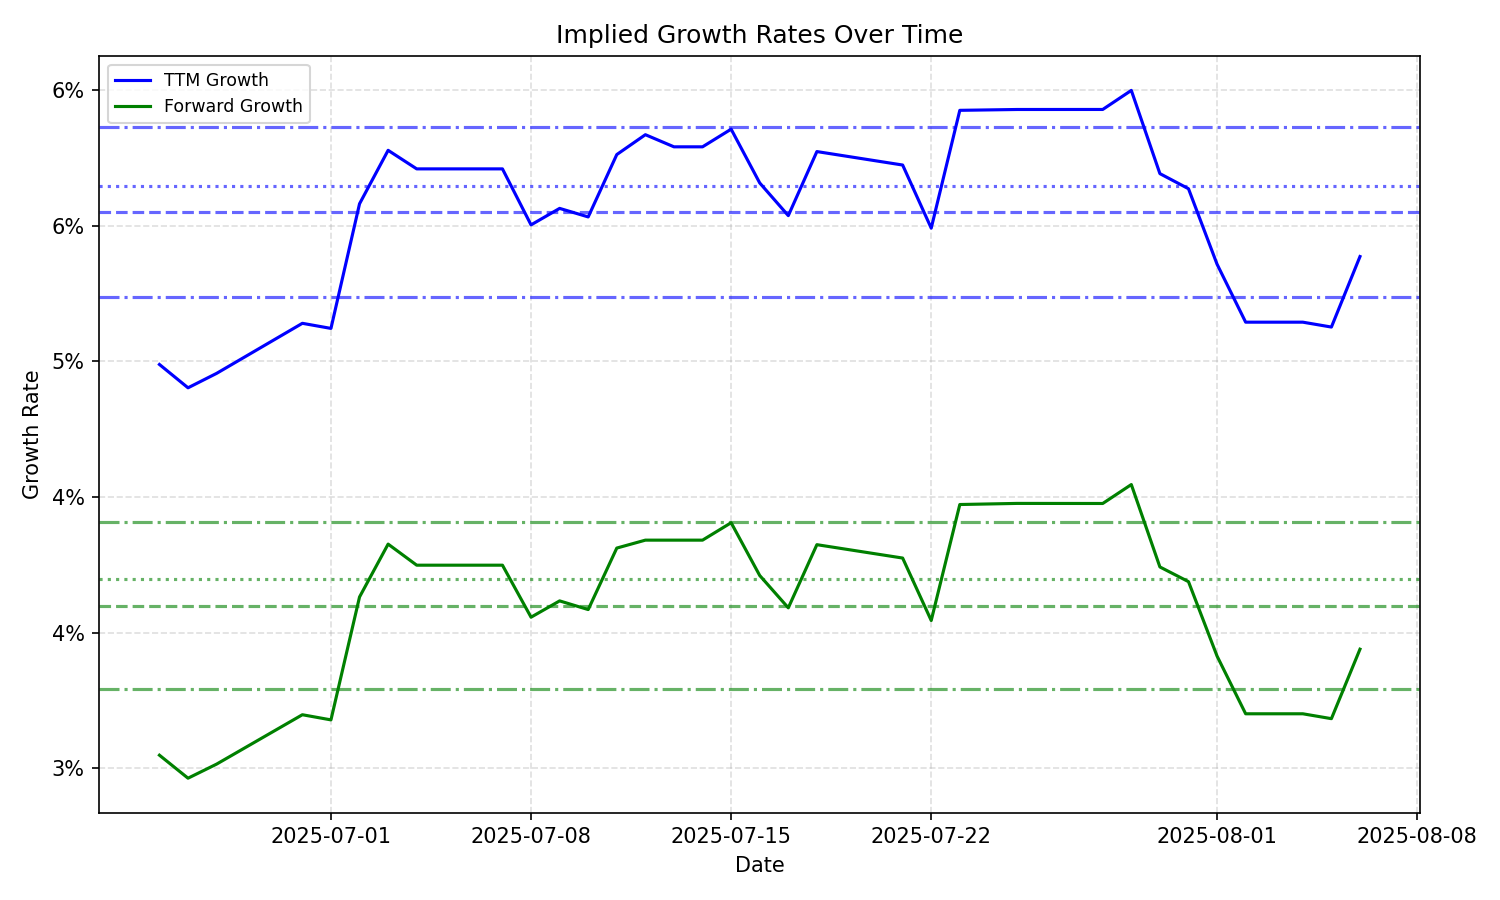 Implied Growth Rates Over Time
TTM Growth
Forward Growth
6%
6%
5%
4%
4%
3%
Growth Rate
2025-07-01
2025-07-08
2025-07-15
2025-07-22
2025-08-01
2025-08-08
Date